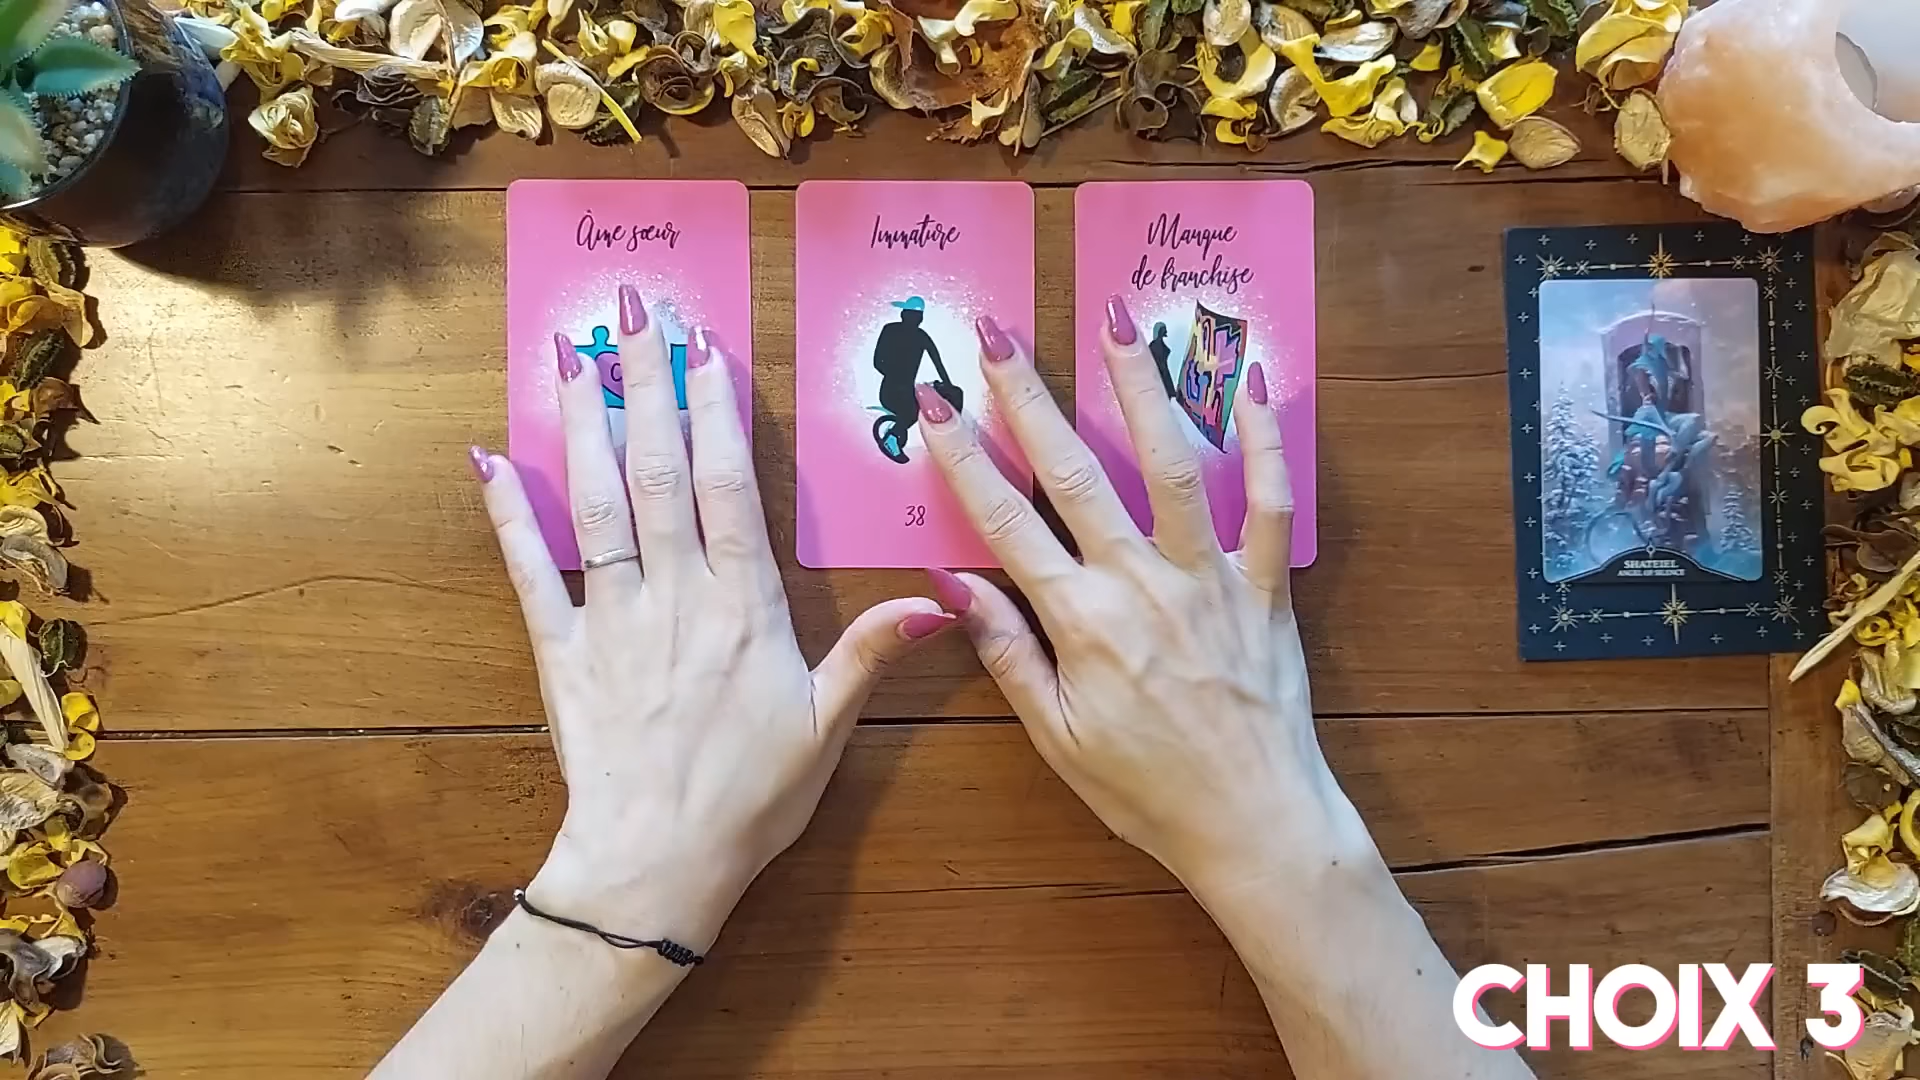 Âme sœur
Immature
38
Manque
de franchise
SHATEIEL
ANGEL OF SILENCE
CHOIX 3